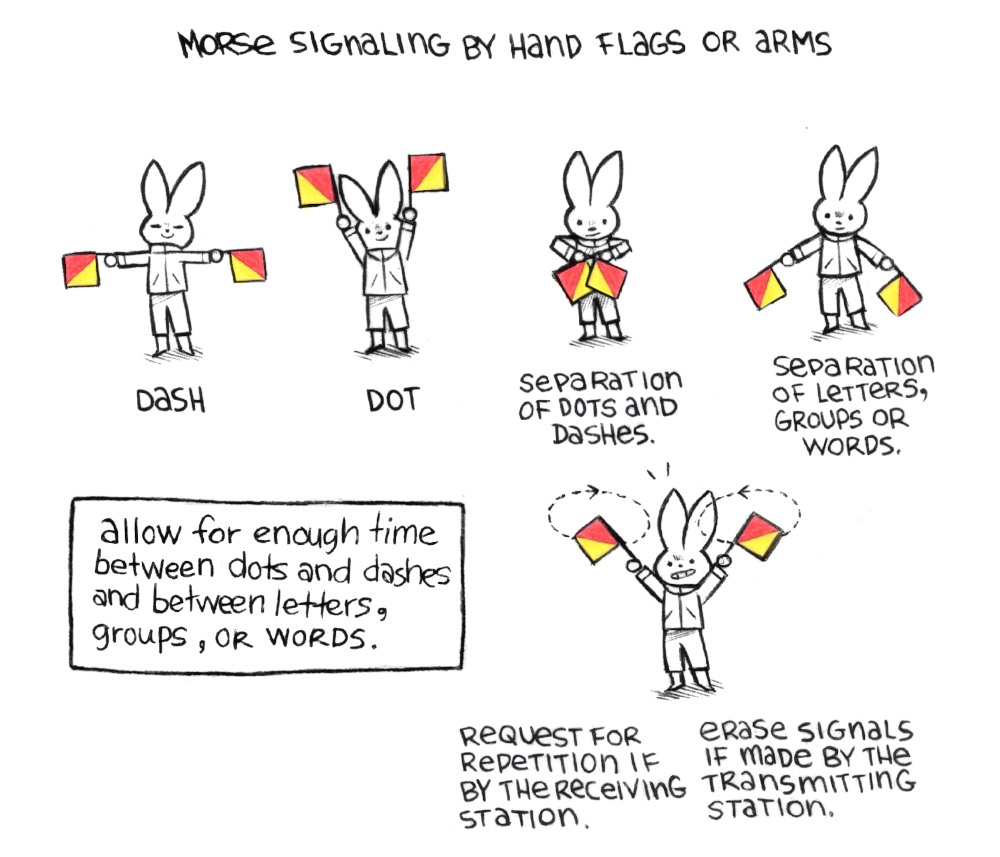 MORSE SIGNALING BY HAND FLAGS OR ARMS
DASH
DOT
SEPARATION
OF DOTS AND
DASHES.
SEPARATION
OF LETTERS,
GROUPS OR
WORDS.
allow for enough time
between dots and dashes
and between letters,
groups, OR WORDS.
REQUEST FOR
REPETITION IF
BY THE RECEIVING
STATION.
ERASE SIGNALS
IF MADE BY THE
TRANSMITTING
STATION.